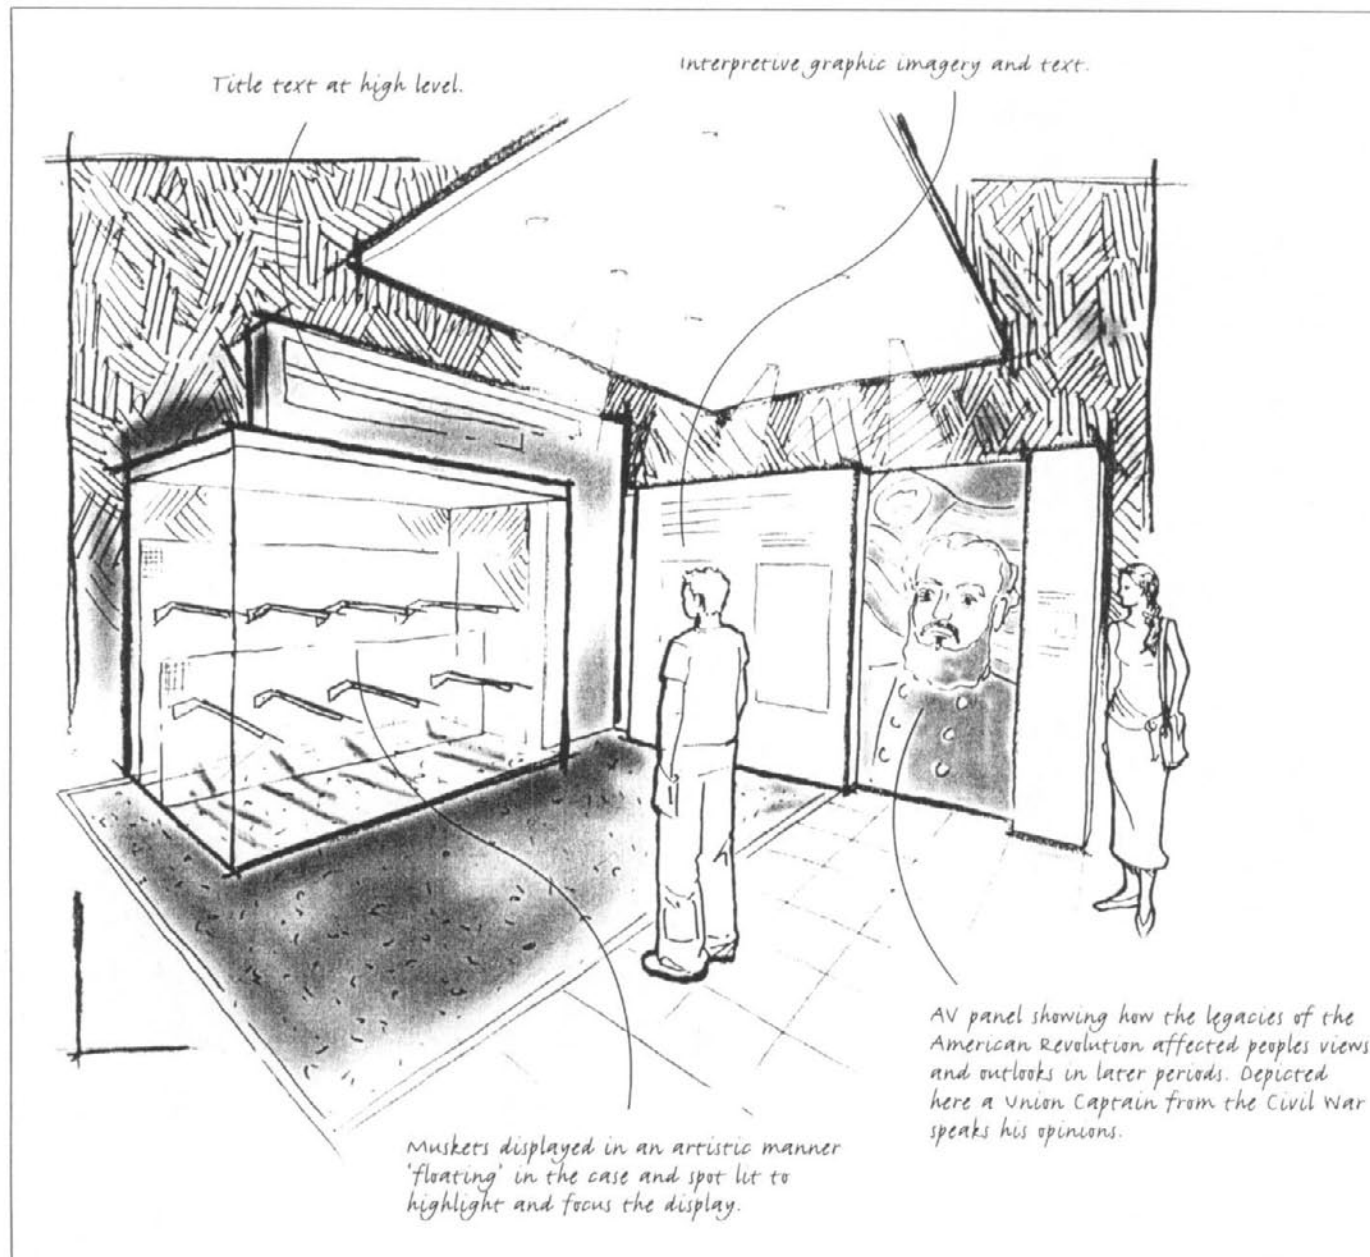 Title text at high level.
Interpretive graphic imagery and text.
AV panel showing how the legacies of the
American Revolution affected peoples views
and outlooks in later periods. Depicted
here a Union Captain from the Civil War
speaks his opinions.
Muskets displayed in an artistic manner
'floating' in the case and spot lit to
highlight and focus the display.